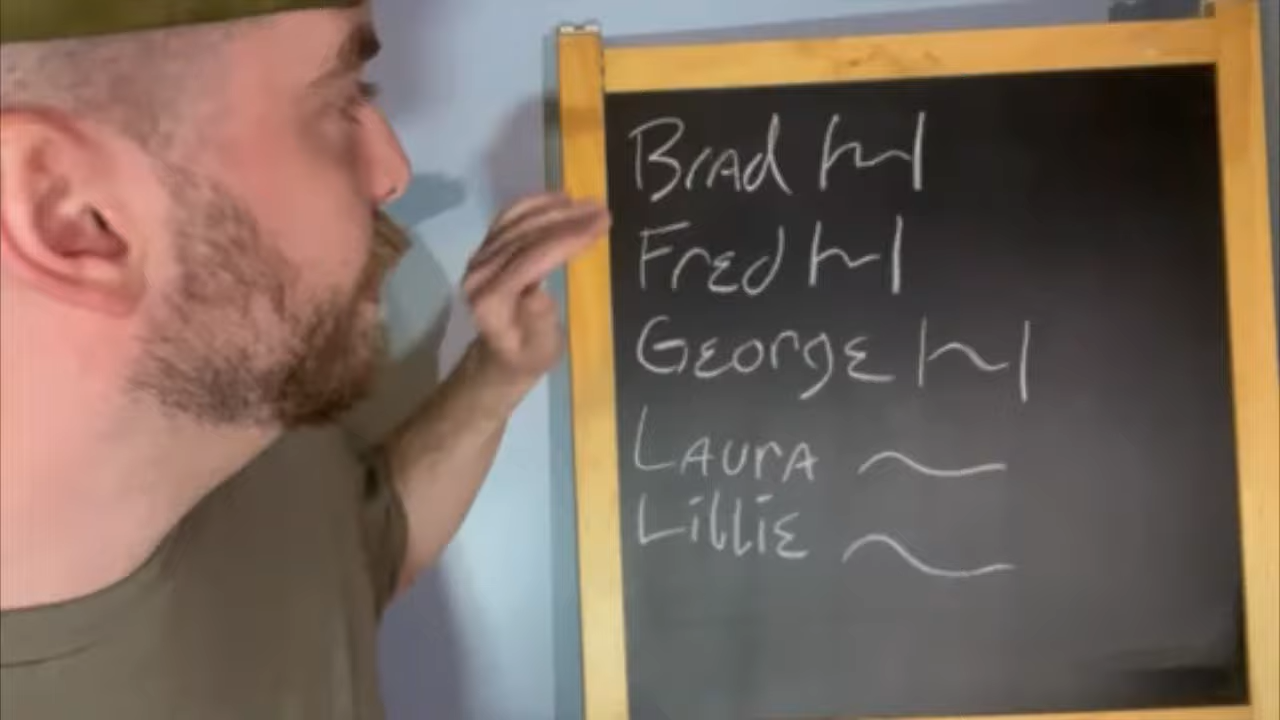 Brad |~|
Fred |~|
George |~|
Laura ~
Lillie ~